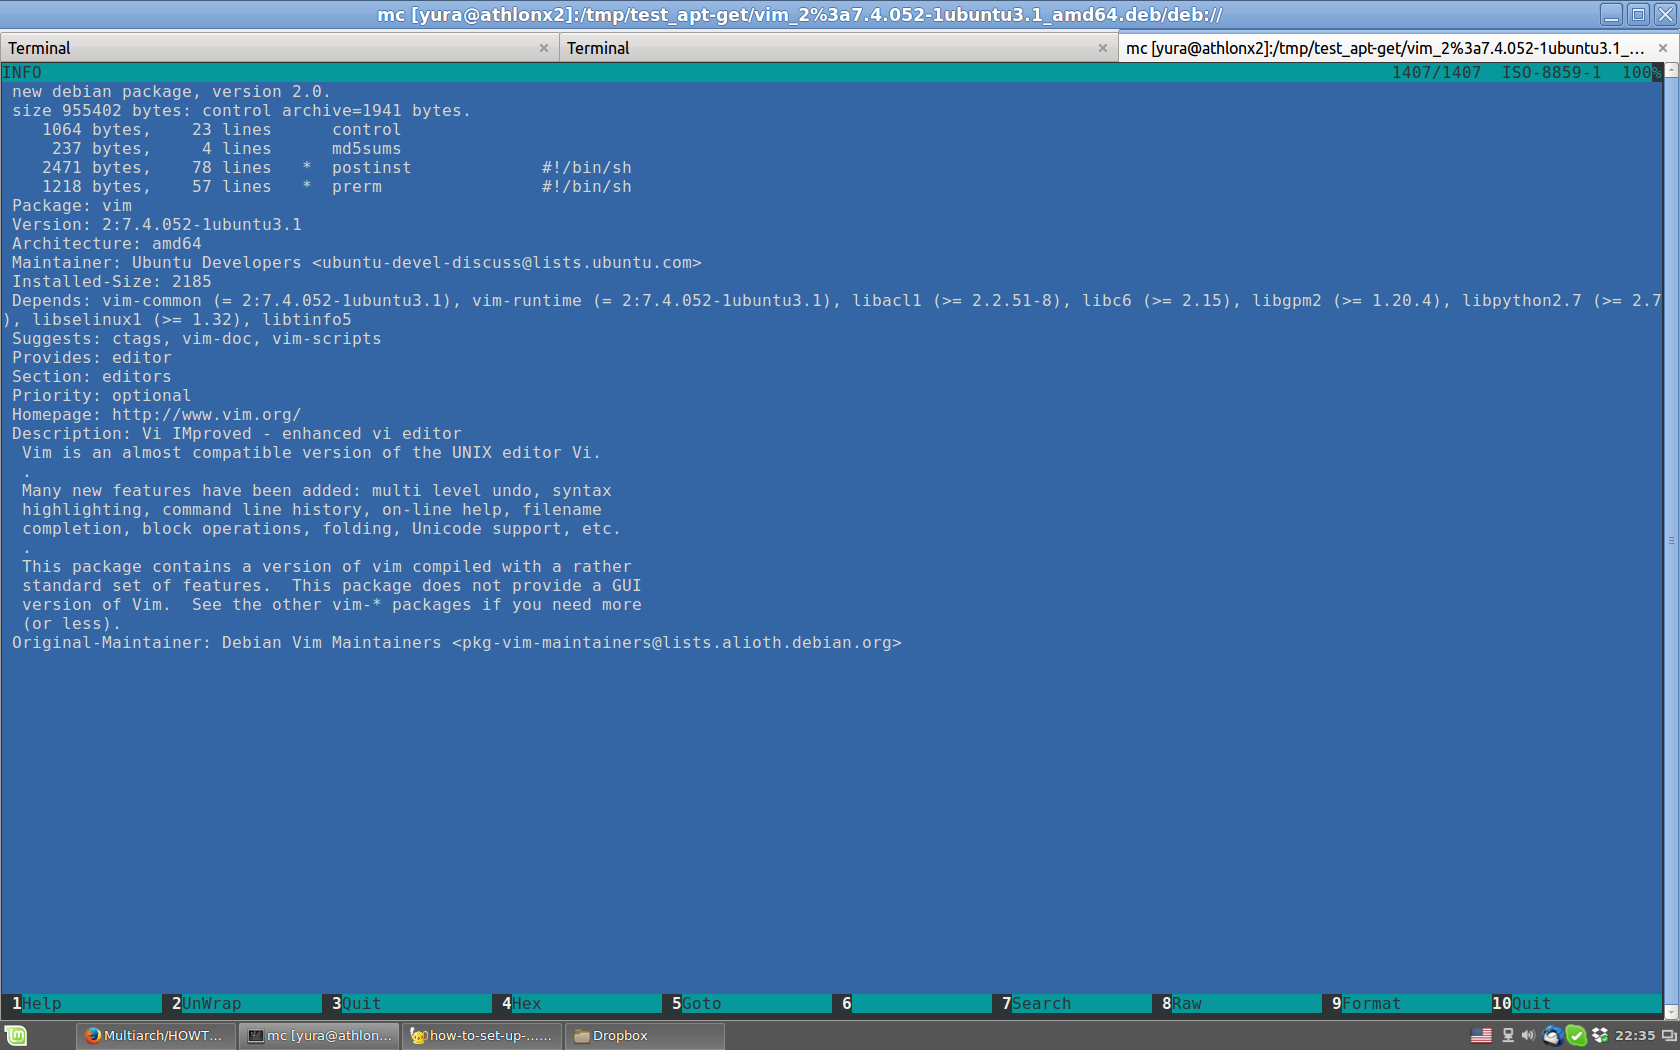 mc [yura@athlonx2]:/tmp/test_apt-get/vim_2%3a7.4.052-1ubuntu3.1_amd64.deb/deb://
Terminal Terminal mc [yura@athlonx2]:/tmp/test_apt-get/vim_2%3a7.4.052-1ubuntu3.1_...
INFO 1407/1407 ISO-8859-1 100%
new debian package, version 2.0.
size 955402 bytes: control archive=1941 bytes.
1064 bytes, 23 lines control
237 bytes, 4 lines md5sums
2471 bytes, 78 lines * postinst #!/bin/sh
1218 bytes, 57 lines * prerm #!/bin/sh
Package: vim
Version: 2:7.4.052-1ubuntu3.1
Architecture: amd64
Maintainer: Ubuntu Developers <ubuntu-devel-discuss@lists.ubuntu.com>
Installed-Size: 2185
Depends: vim-common (= 2:7.4.052-1ubuntu3.1), vim-runtime (= 2:7.4.052-1ubuntu3.1), libacl1 (>= 2.2.51-8), libc6 (>= 2.15), libgpm2 (>= 1.20.4), libpython2.7 (>= 2.7
), libselinux1 (>= 1.32), libtinfo5
Suggests: ctags, vim-doc, vim-scripts
Provides: editor
Section: editors
Priority: optional
Homepage: http://www.vim.org/
Description: Vi IMproved - enhanced vi editor
Vim is an almost compatible version of the UNIX editor Vi.
.
Many new features have been added: multi level undo, syntax
highlighting, command line history, on-line help, filename
completion, block operations, folding, Unicode support, etc.
.
This package contains a version of vim compiled with a rather
standard set of features.  This package does not provide a GUI
version of Vim.  See the other vim-* packages if you need more
(or less).
Original-Maintainer: Debian Vim Maintainers <pkg-vim-maintainers@lists.alioth.debian.org>
1Help 2UnWrap 3Quit 4Hex 5Goto 6 7Search 8Raw 9Format 10Quit
Multiarch/HOWT... mc [yura@athlon... how-to-set-up-...... Dropbox 22:35